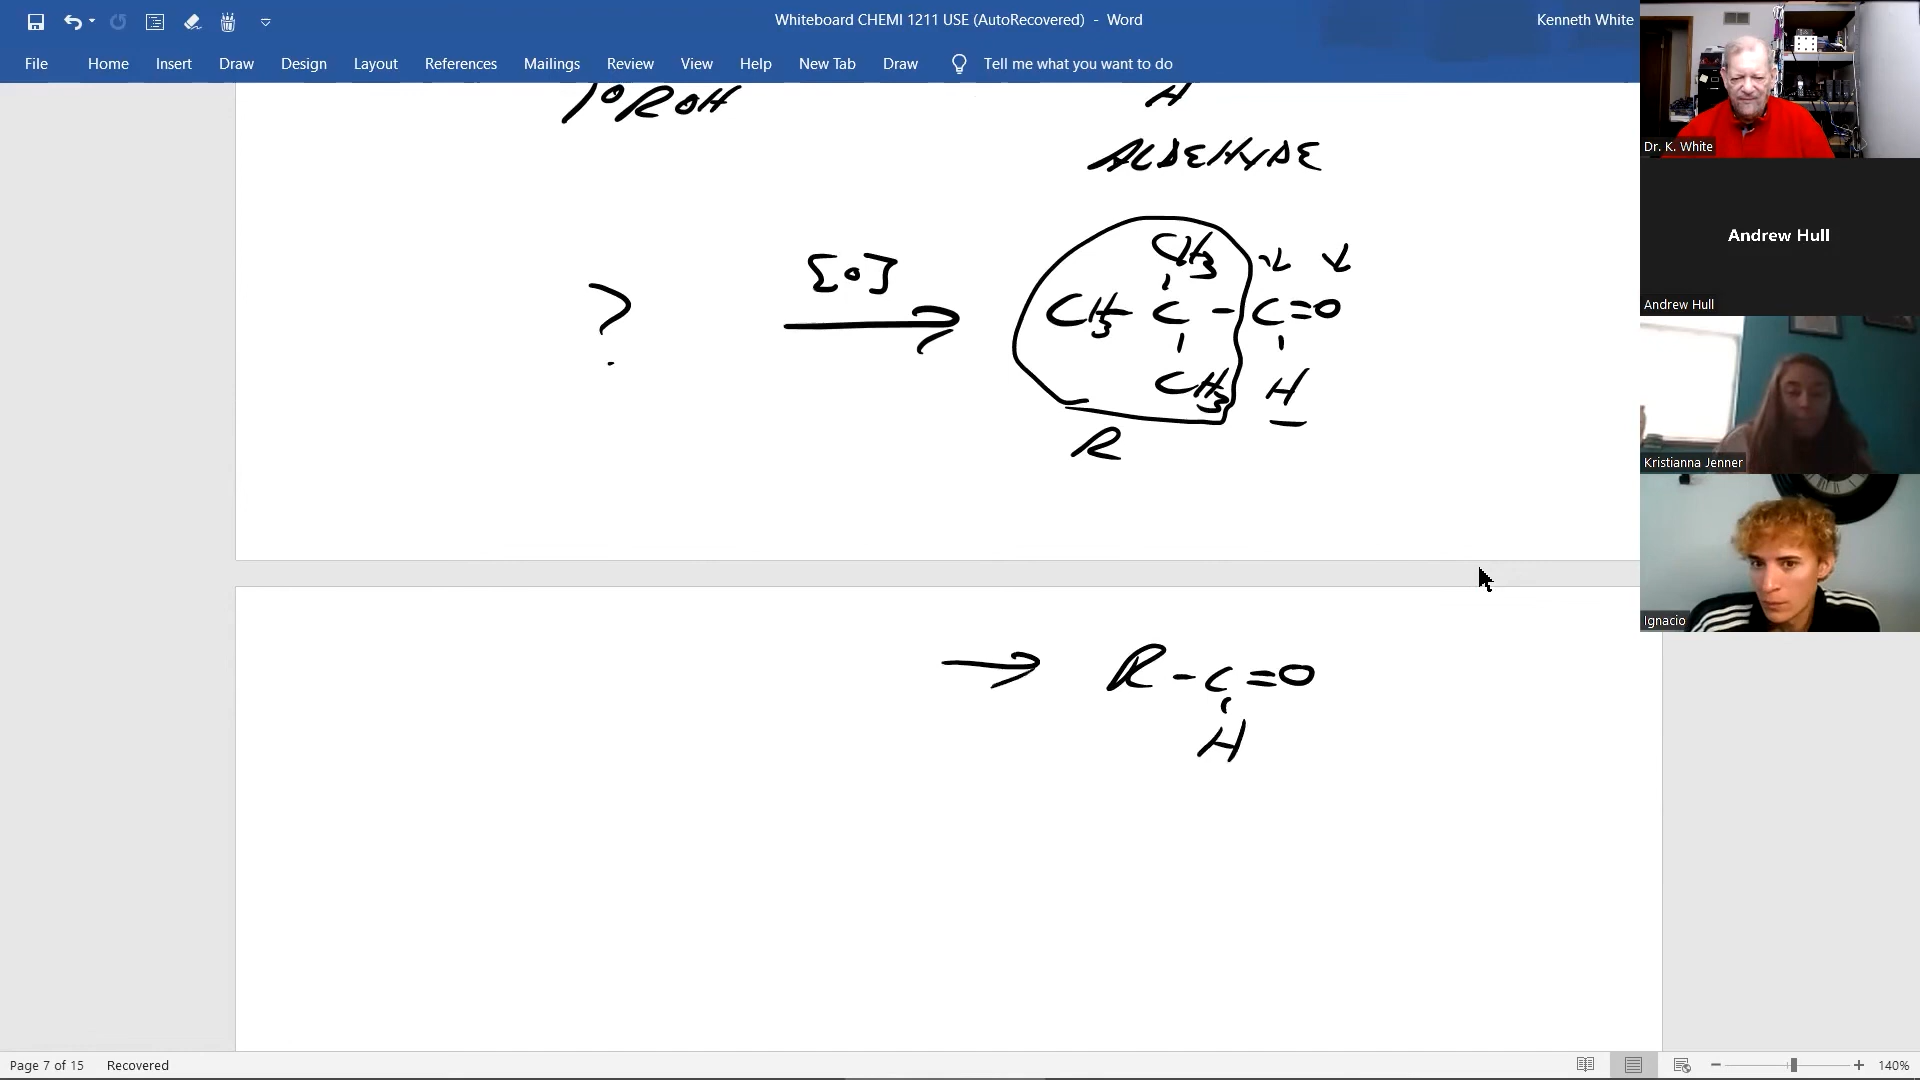 Whiteboard CHEMI 1211 USE (AutoRecovered) - Word
Kenneth White
File Home Insert Draw Design Layout References Mailings Review View Help New Tab Draw Tell me what you want to do
1° ROH
H
ALDEHYDE
CH3
? [O] CH3 - C - C = O
CH3 H
R
R - C = O
H
Dr. K. White
Andrew Hull
Andrew Hull
Kristianna Jenner
Ignacio
Page 7 of 15 Recovered
140%